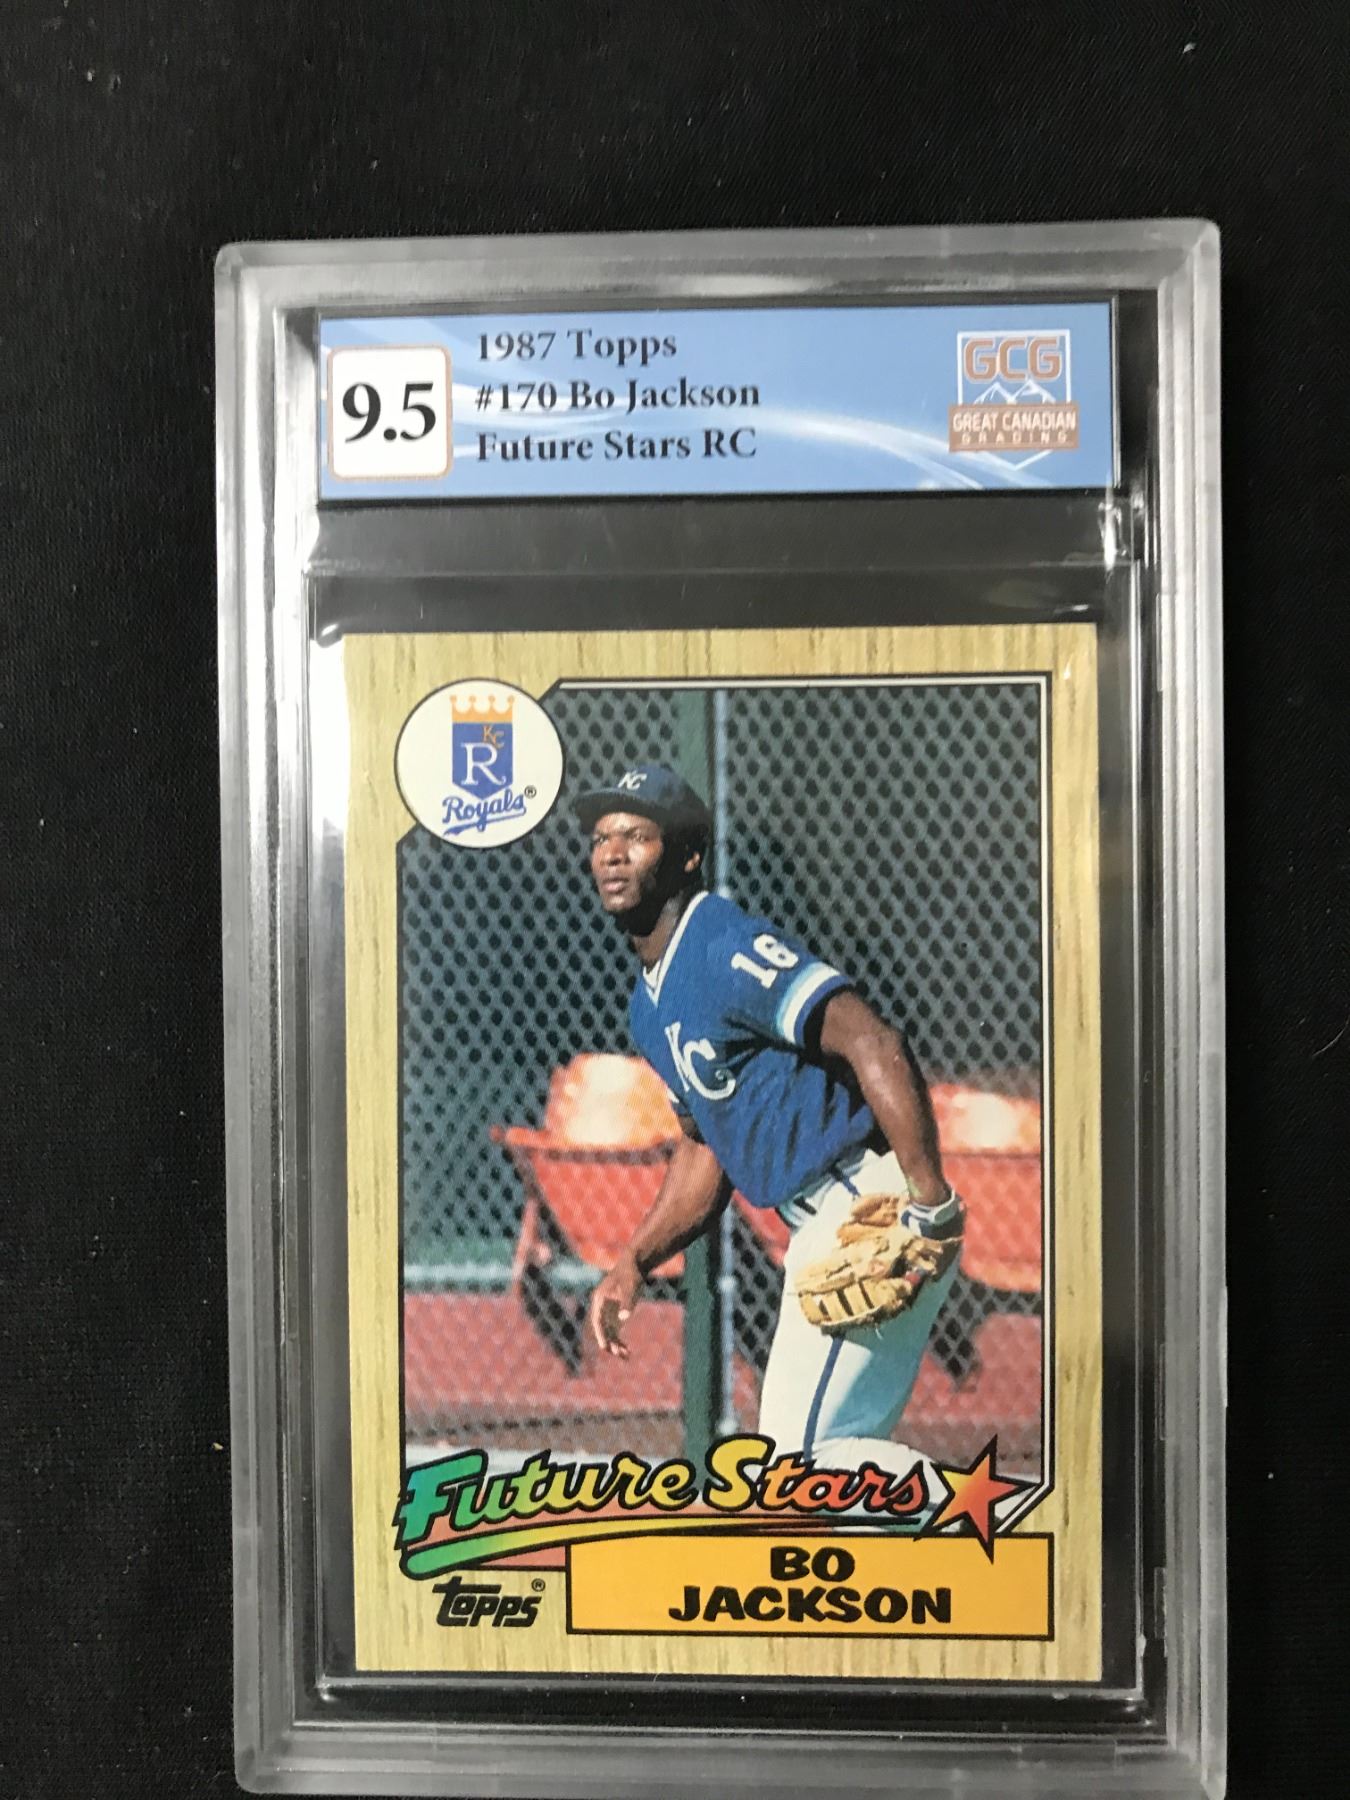 9.5
1987 Topps
#170 Bo Jackson
Future Stars RC
GCG
GREAT CANADIAN
GRADING
KC
R
Royals®
KC
16
KC
Future Stars
topps®
BO
JACKSON